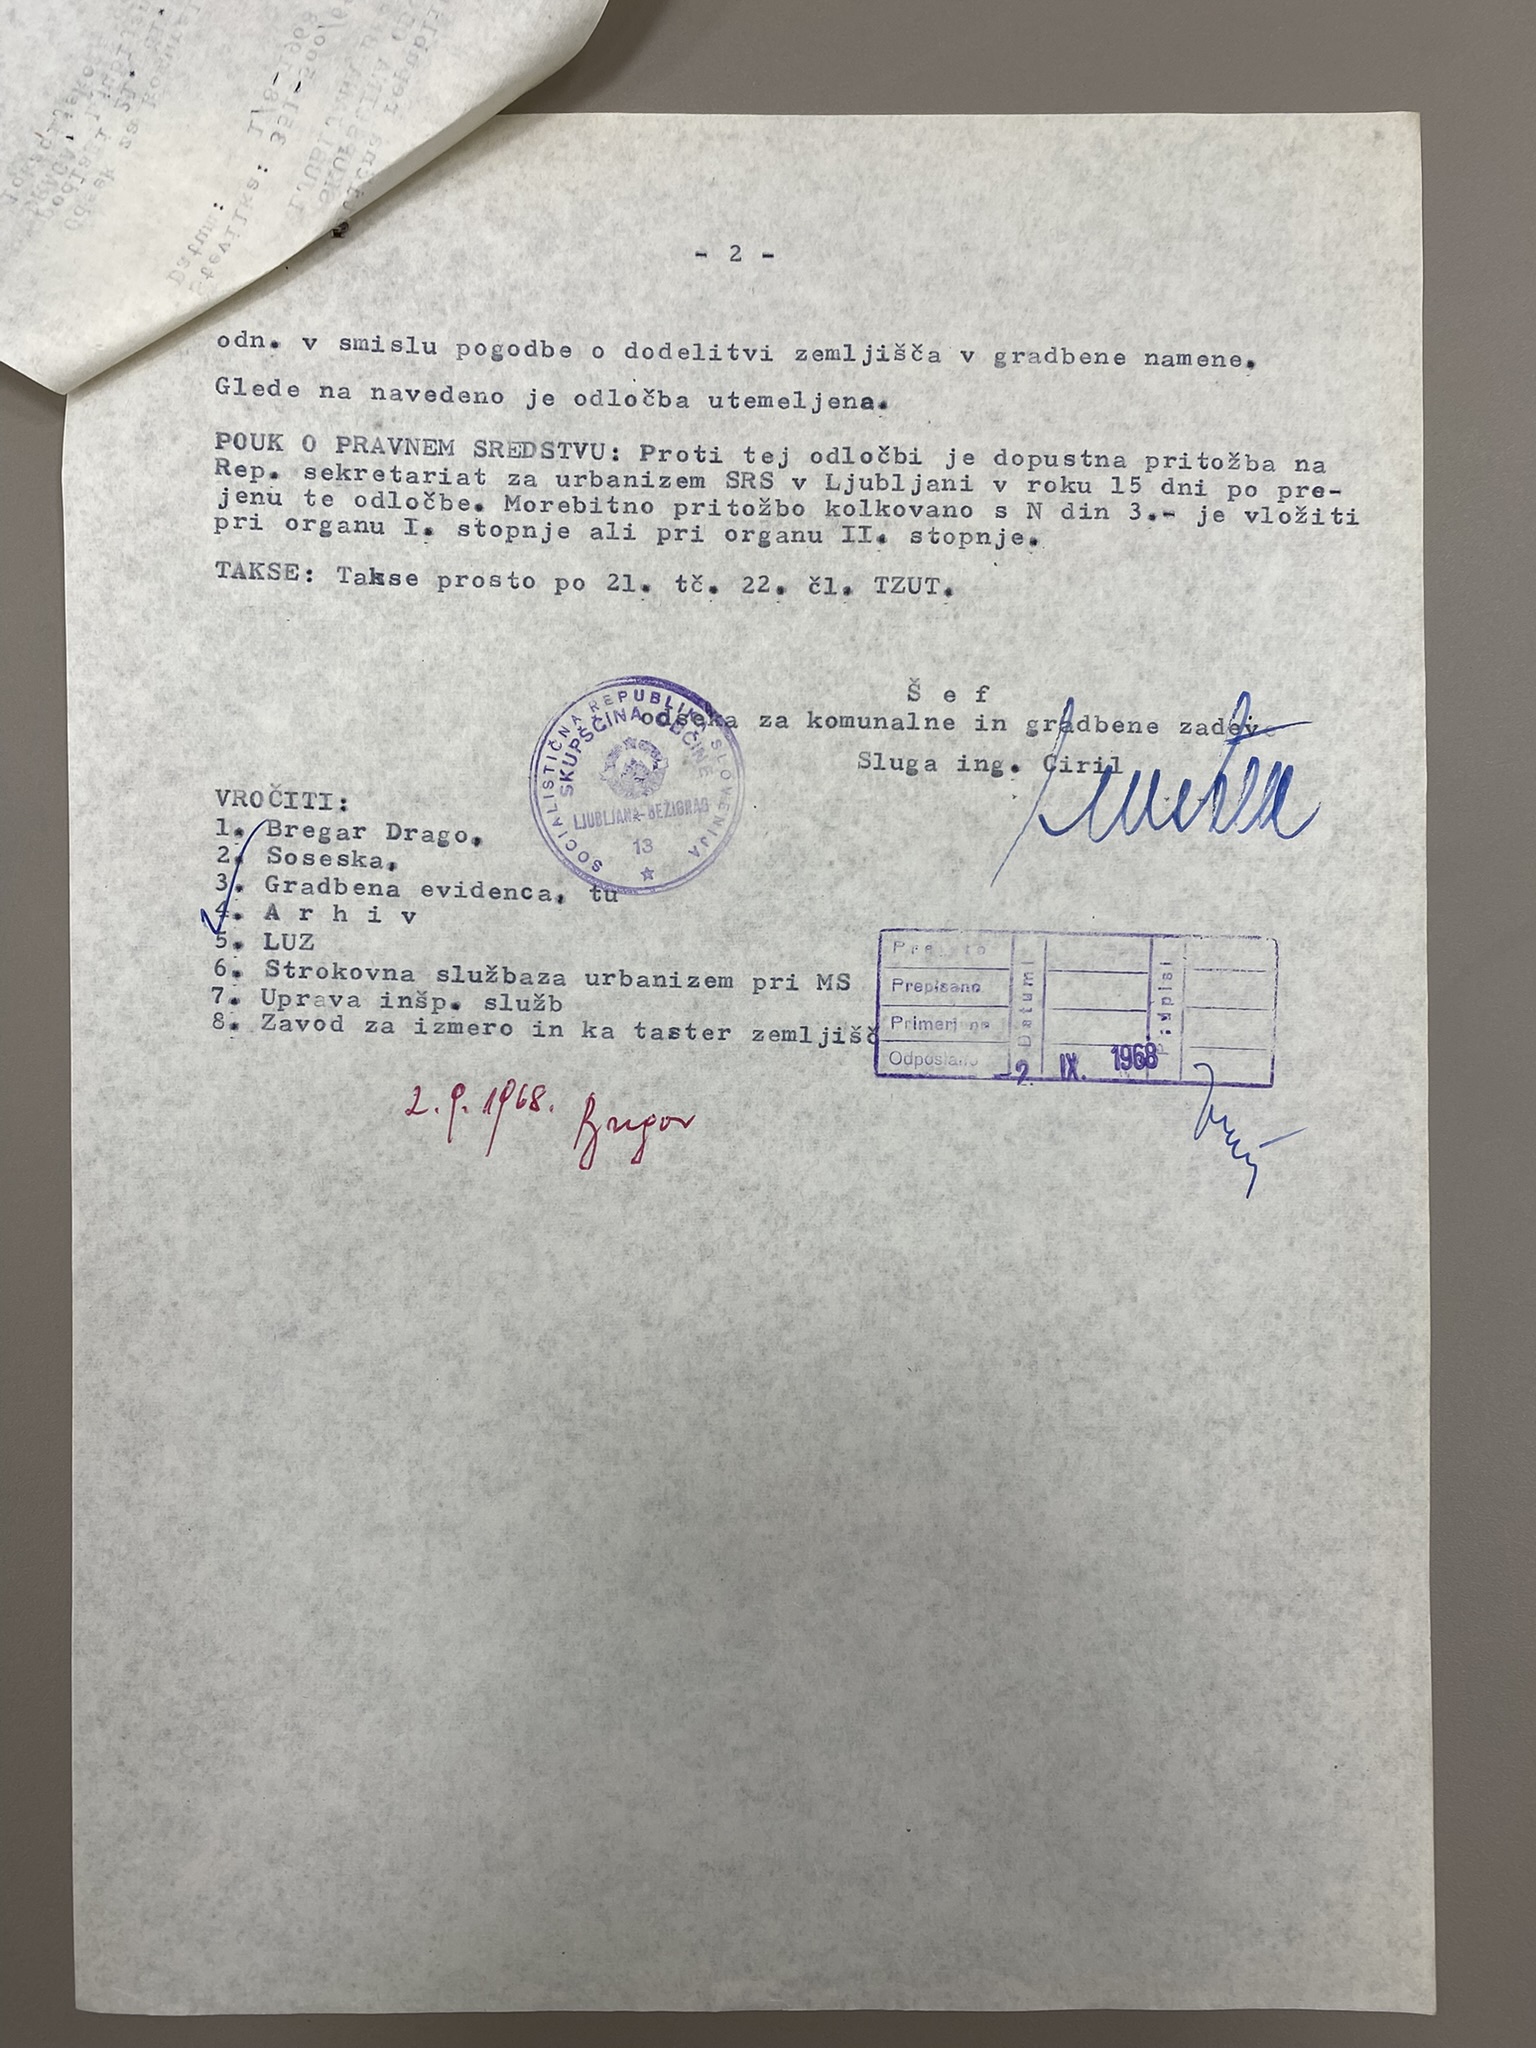 - 2 -
odn. v smislu pogodbe o dodelitvi zemljišča v gradbene namene.
Glede na navedeno je odločba utemeljena.
POUK O PRAVNEM SREDSTVU: Proti tej odločbi je dopustna pritožba na
Rep. sekretariat za urbanizem SRS v Ljubljani v roku 15 dni po pre-
jenu te odločbe. Morebitno pritožbo kolkovano s N din 3.- je vložiti
pri organu I. stopnje ali pri organu II. stopnje.
TAKSE: Takse prosto po 21. tč. 22. čl. TZUT.
Š e f
odseka za komunalne in gradbene zadeve
Sluga ing. Ciril
SOCIALISTIČNA REPUBLIKA SLOVENIJA
SKUPŠČINA OBČINE
LJUBLJANA-BEŽIGRAD
13
VROČITI:
1. Bregar Drago,
2. Soseska,
3. Gradbena evidenca, tu
4. A r h i v
5. LUZ
6. Strokovna služba­za urbanizem pri MS
7. Uprava inšp. služb
8. Zavod za izmero in ka taster zemljišč
Prejeto
Prepisano
Primerjano
Odposlano
Datumi
Podpisi
-2. IX. 1968
2. 9. 1968. Bregar